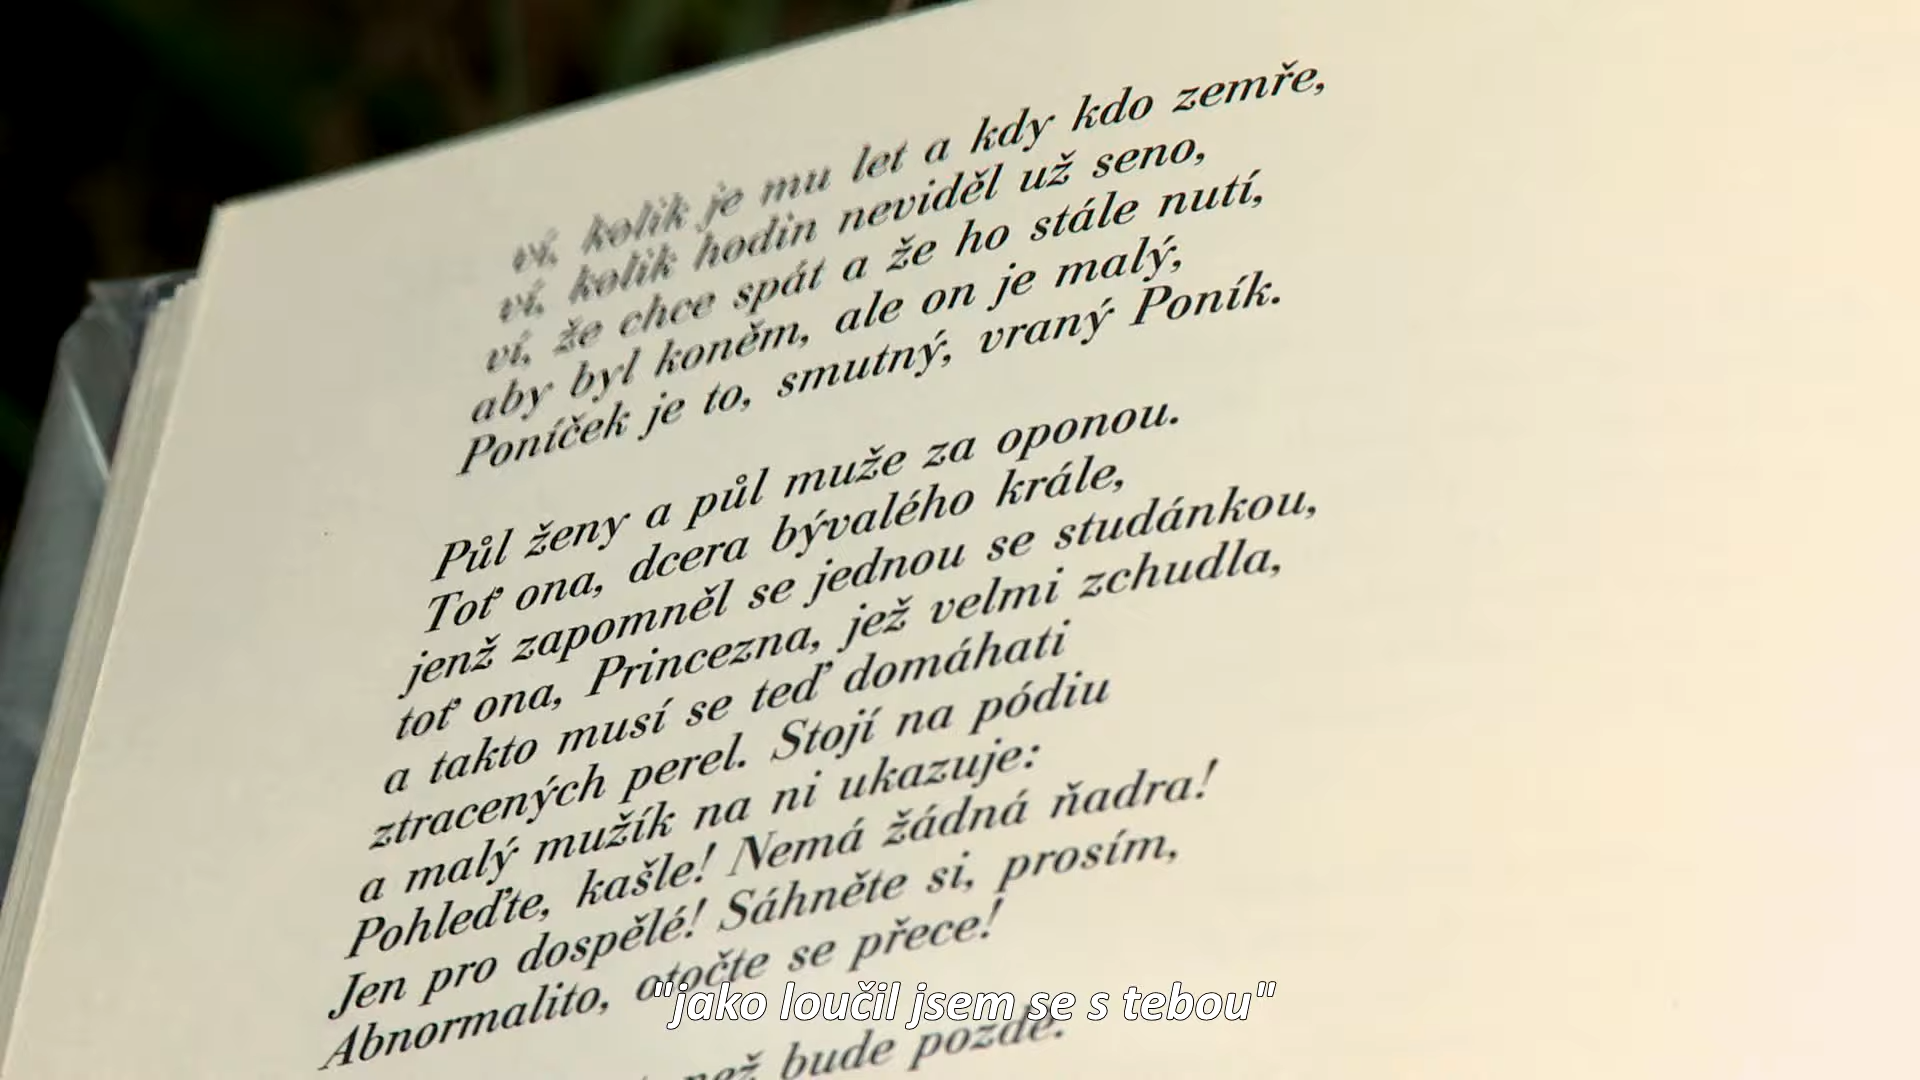 ví, kolik je mu let a kdy kdo zemře,
ví, kolik hodin neviděl už seno,
ví, že chce spát a že ho stále nutí,
aby byl koněm, ale on je malý,
Poníček je to, smutný, vraný Poník.
Půl ženy a půl muže za oponou.
Toť ona, dcera bývalého krále,
jenž zapomněl se jednou se studánkou,
toť ona, Princezna, jež velmi zchudla,
a takto musí se teď domáhati
ztracených perel. Stojí na pódiu
a malý mužík na ni ukazuje:
Pohleďte, kašle! Nemá žádná ňadra!
Jen pro dospělé! Sáhněte si, prosím,
Abnormalito, otočte se přece!
"jako loučil jsem se s tebou"
než bude pozdě.